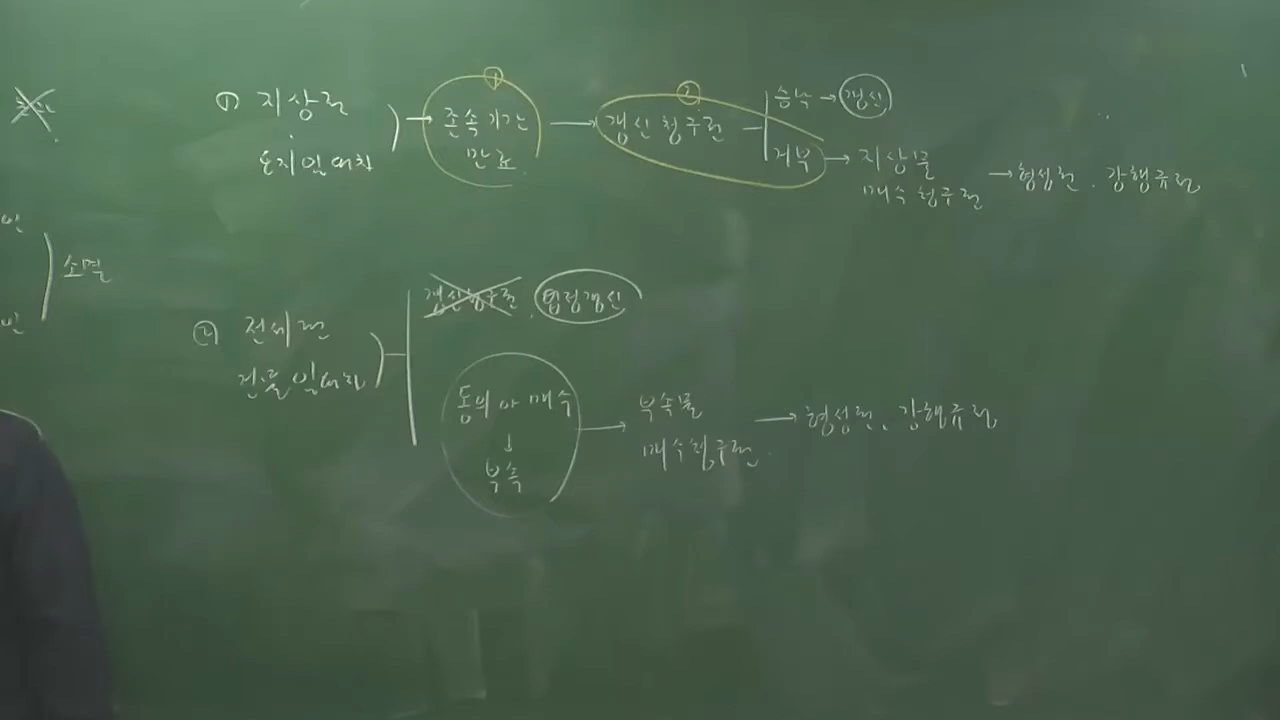 ① 지상권
토지임대차
→ ① 존속기간
만료
→ ② 갱신청구권
승낙 → 갱신
거부 → 지상물
매수청구권
→ 형성권. 강행규정
인
소멸
인
② 전세권
건물임대차
갱신청구권. 법정갱신
동의 or 매수
↓
부속
→ 부속물
매수청구권.
→ 형성권. 강행규정